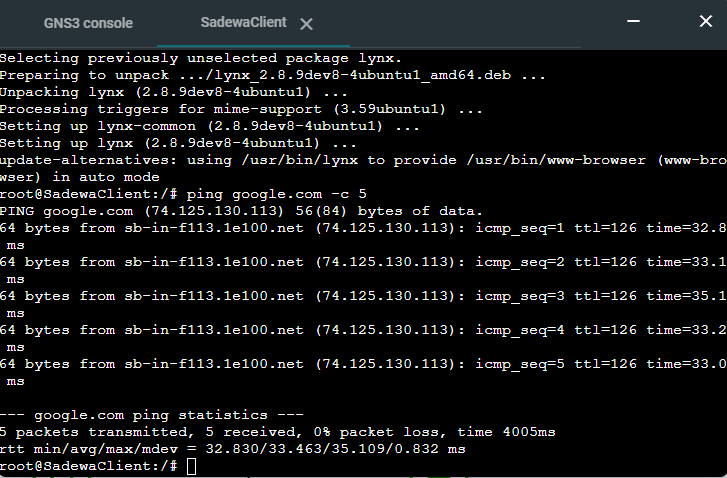 GNS3 console
SadewaClient
Selecting previously unselected package lynx.
Preparing to unpack .../lynx_2.8.9dev8-4ubuntu1_amd64.deb ...
Unpacking lynx (2.8.9dev8-4ubuntu1) ...
Processing triggers for mime-support (3.59ubuntu1) ...
Setting up lynx-common (2.8.9dev8-4ubuntu1) ...
Setting up lynx (2.8.9dev8-4ubuntu1) ...
update-alternatives: using /usr/bin/lynx to provide /usr/bin/www-browser (www-bro
wser) in auto mode
root@SadewaClient:/# ping google.com -c 5
PING google.com (74.125.130.113) 56(84) bytes of data.
64 bytes from sb-in-f113.1e100.net (74.125.130.113): icmp_seq=1 ttl=126 time=32.8
ms
64 bytes from sb-in-f113.1e100.net (74.125.130.113): icmp_seq=2 ttl=126 time=33.1
ms
64 bytes from sb-in-f113.1e100.net (74.125.130.113): icmp_seq=3 ttl=126 time=35.1
ms
64 bytes from sb-in-f113.1e100.net (74.125.130.113): icmp_seq=4 ttl=126 time=33.2
ms
64 bytes from sb-in-f113.1e100.net (74.125.130.113): icmp_seq=5 ttl=126 time=33.0
ms
--- google.com ping statistics ---
5 packets transmitted, 5 received, 0% packet loss, time 4005ms
rtt min/avg/max/mdev = 32.830/33.463/35.109/0.832 ms
root@SadewaClient:/#